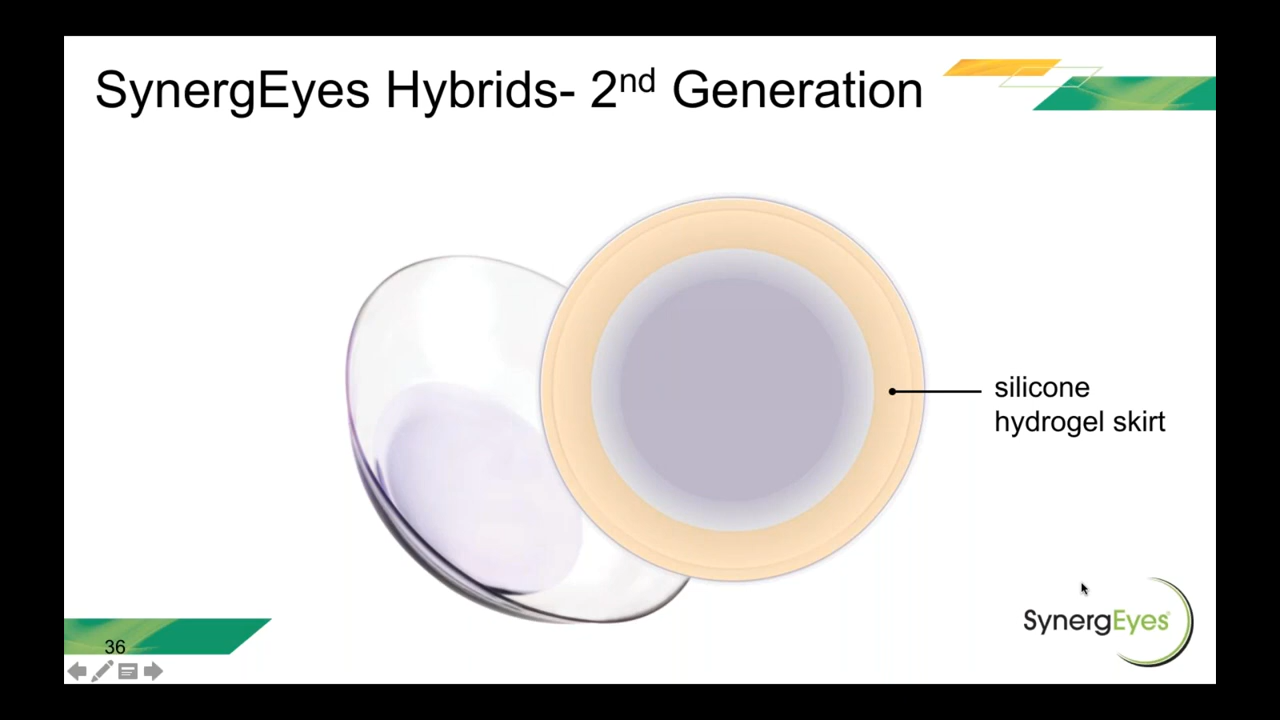 SynergEyes Hybrids- 2nd Generation
silicone
hydrogel skirt
SynergEyes®
36